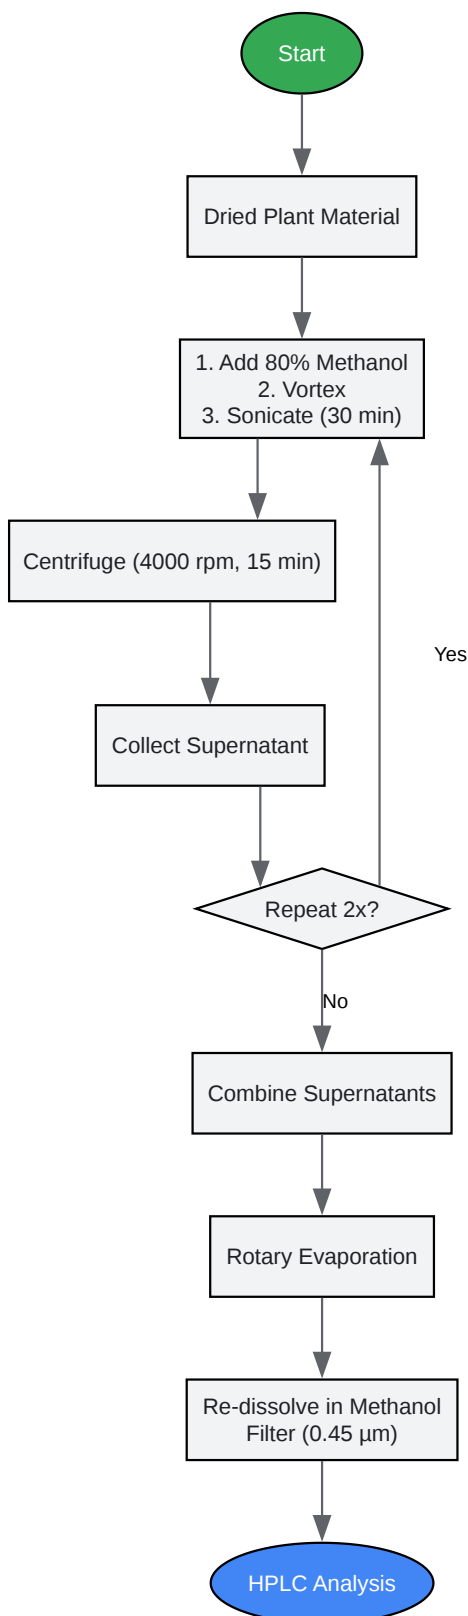 Start
Dried Plant Material
1. Add 80% Methanol
2. Vortex
3. Sonicate (30 min)
Centrifuge (4000 rpm, 15 min)
Yes
Collect Supernatant
Repeat 2x?
No
Combine Supernatants
Rotary Evaporation
Re-dissolve in Methanol
Filter (0.45 µm)
HPLC Analysis